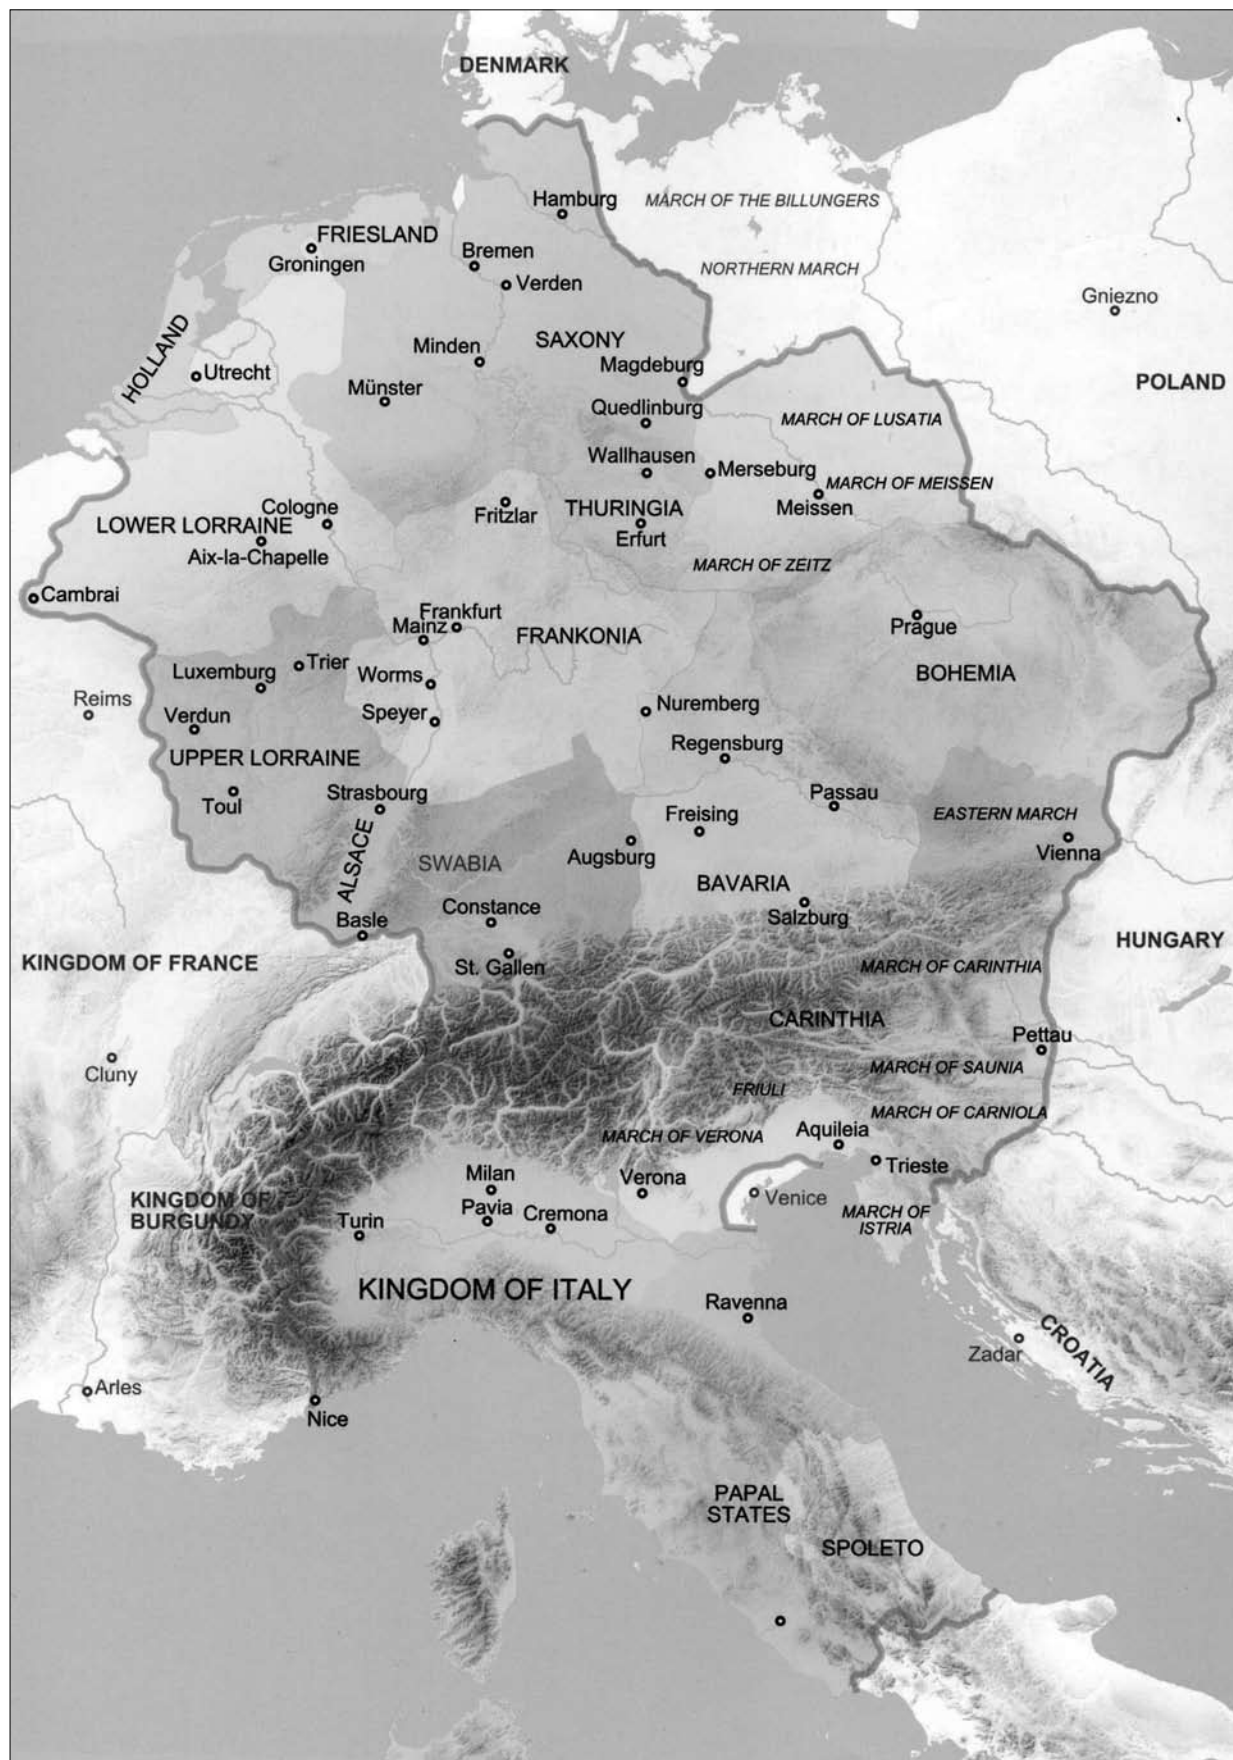 DENMARK
Hamburg
MARCH OF THE BILLUNGERS
FRIESLAND
Groningen
Bremen
Verden
NORTHERN MARCH
Gniezno
HOLLAND
Utrecht
Minden
SAXONY
Magdeburg
Münster
POLAND
Quedlinburg
MARCH OF LUSATIA
Wallhausen
Merseburg
MARCH OF MEISSEN
Meissen
Cologne
LOWER LORRAINE
Aix-la-Chapelle
Fritzlar
THURINGIA
Erfurt
MARCH OF ZEITZ
Cambrai
Frankfurt
Mainz
FRANKONIA
Prague
Luxemburg
Trier
Worms
BOHEMIA
Reims
Verdun
Speyer
Nuremberg
Regensburg
UPPER LORRAINE
Toul
Strasbourg
Passau
Freising
EASTERN MARCH
Vienna
ALSACE
SWABIA
Augsburg
BAVARIA
Salzburg
Basle
Constance
St. Gallen
KINGDOM OF FRANCE
HUNGARY
MARCH OF CARINTHIA
CARINTHIA
Pettau
Cluny
MARCH OF SAUNIA
FRIULI
MARCH OF CARNIOLA
MARCH OF VERONA
Aquileia
Trieste
KINGDOM OF
BURGUNDY
Milan
Pavia
Cremona
Verona
Venice
MARCH OF
ISTRIA
Turin
KINGDOM OF ITALY
Ravenna
CROATIA
Zadar
Arles
Nice
PAPAL
STATES
SPOLETO